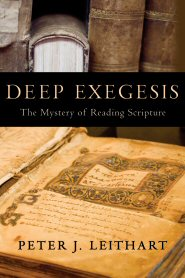 DEEP EXEGESIS
The Mystery of Reading Scripture
PETER J. LEITHART